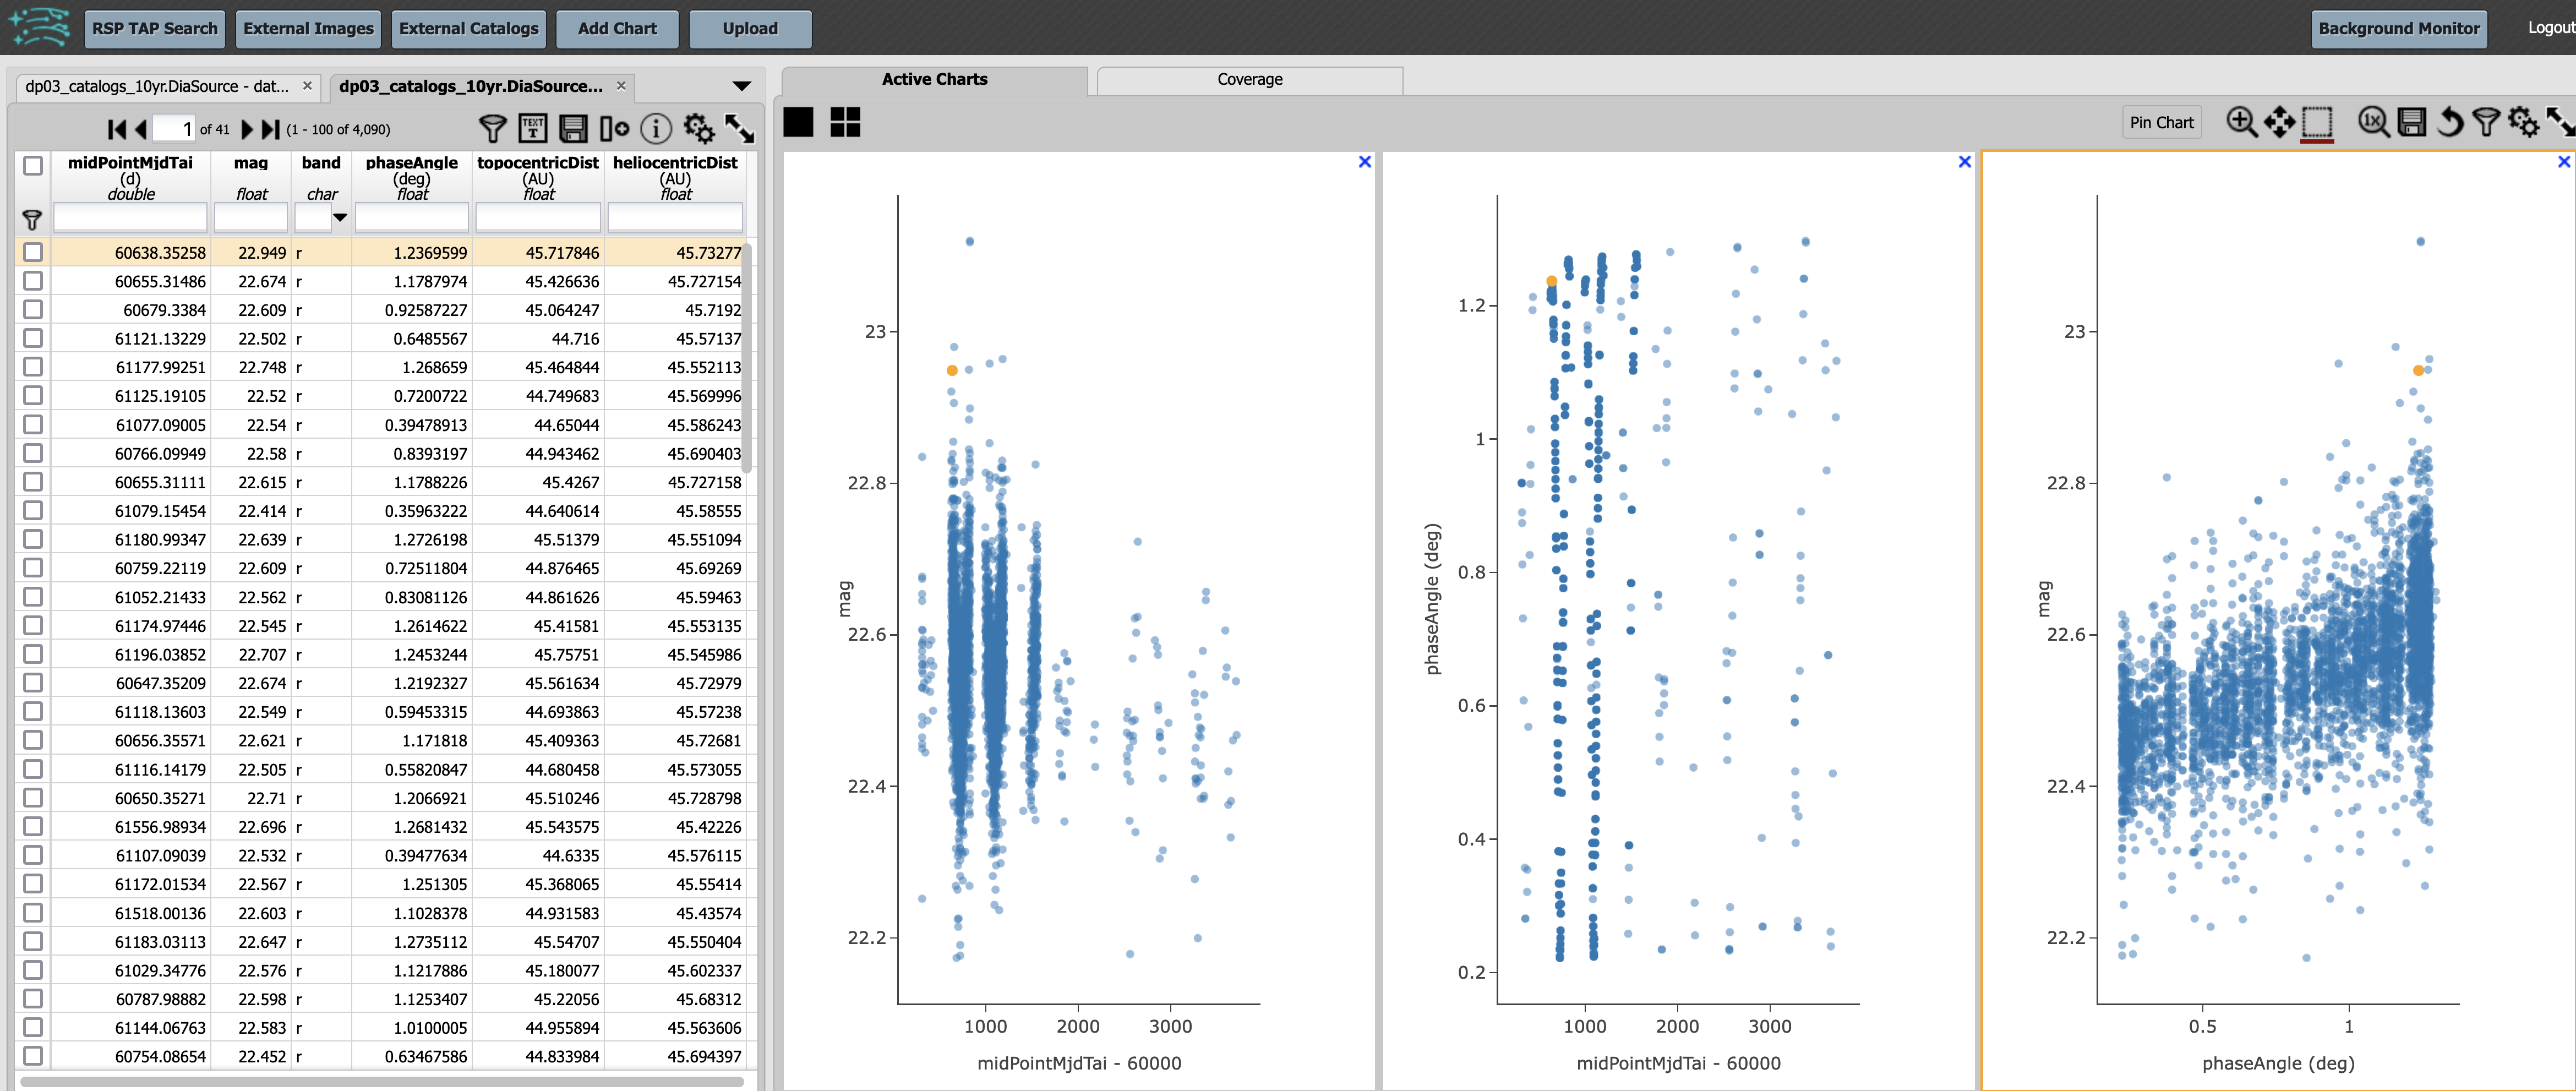 RSP TAP Search External Images External Catalogs Add Chart Upload Background Monitor Logout
dp03_catalogs_10yr.DiaSource - dat... × dp03_catalogs_10yr.DiaSource... ×
1 of 41 (1 - 100 of 4,090)
TEXT T
midPointMjdTai mag band phaseAngle topocentricDist heliocentricDist
(d) (deg) (AU) (AU)
double float char float float float
60638.35258 22.949 r 1.2369599 45.717846 45.73277
60655.31486 22.674 r 1.1787974 45.426636 45.727154
60679.3384 22.609 r 0.92587227 45.064247 45.7192
61121.13229 22.502 r 0.6485567 44.716 45.57137
61177.99251 22.748 r 1.268659 45.464844 45.552113
61125.19105 22.52 r 0.7200722 44.749683 45.569996
61077.09005 22.54 r 0.39478913 44.65044 45.586243
60766.09949 22.58 r 0.8393197 44.943462 45.690403
60655.31111 22.615 r 1.1788226 45.4267 45.727158
61079.15454 22.414 r 0.35963222 44.640614 45.58555
61180.99347 22.639 r 1.2726198 45.51379 45.551094
60759.22119 22.609 r 0.72511804 44.876465 45.69269
61052.21433 22.562 r 0.83081126 44.861626 45.59463
61174.97446 22.545 r 1.2614622 45.41581 45.553135
61196.03852 22.707 r 1.2453244 45.75751 45.545986
60647.35209 22.674 r 1.2192327 45.561634 45.72979
61118.13603 22.549 r 0.59453315 44.693863 45.57238
60656.35571 22.621 r 1.171818 45.409363 45.72681
61116.14179 22.505 r 0.55820847 44.680458 45.573055
60650.35271 22.71 r 1.2066921 45.510246 45.728798
61556.98934 22.696 r 1.2681432 45.543575 45.42226
61107.09039 22.532 r 0.39477634 44.6335 45.576115
61172.01534 22.567 r 1.251305 45.368065 45.55414
61518.00136 22.603 r 1.1028378 44.931583 45.43574
61183.03113 22.647 r 1.2735112 45.54707 45.550404
61029.34776 22.576 r 1.1217886 45.180077 45.602337
60787.98882 22.598 r 1.1253407 45.22056 45.68312
61144.06763 22.583 r 1.0100005 44.955894 45.563606
60754.08654 22.452 r 0.63467586 44.833984 45.694397
Active Charts Coverage
Pin Chart 1x
23
22.8
22.6
22.4
22.2
mag
1000 2000 3000
midPointMjdTai - 60000
1.2
1
0.8
0.6
0.4
0.2
phaseAngle (deg)
1000 2000 3000
midPointMjdTai - 60000
23
22.8
22.6
22.4
22.2
mag
0.5 1
phaseAngle (deg)